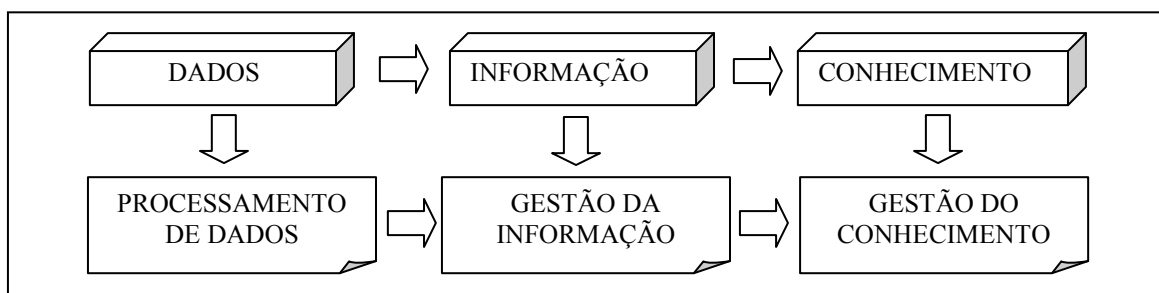 DADOS
INFORMAÇÃO
CONHECIMENTO
PROCESSAMENTO
DE DADOS
GESTÃO DA
INFORMAÇÃO
GESTÃO DO
CONHECIMENTO